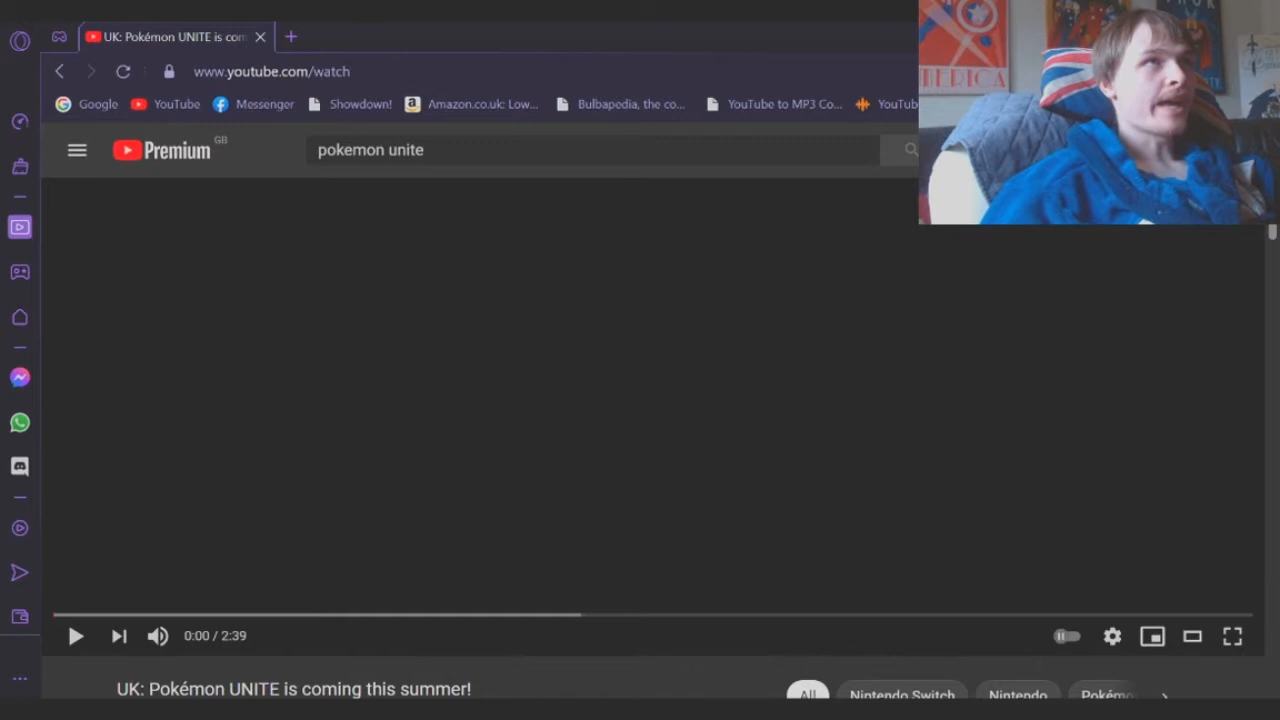 UK: Pokémon UNITE is com
www.youtube.com/watch
Google YouTube Messenger Showdown! Amazon.co.uk: Low... Bulbapedia, the co... YouTube to MP3 Co... YouTub
Premium GB
pokemon unite
0:00 / 2:39
UK: Pokémon UNITE is coming this summer!
All Nintendo Switch Nintendo Pokémo